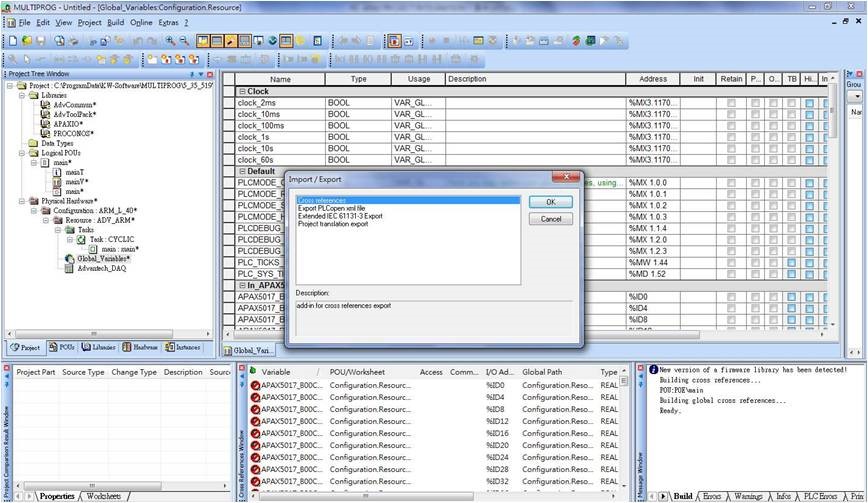 MULTIPROG - Untitled - [Global_Variables:Configuration.Resource]
File Edit View Project Build Online Extras ?
Project Tree Window
Project : C:\ProgramData\KW-Software\MULTIPROG\5_35_519
Libraries
AdvCommun*
AdvToolPack*
APAXIO*
PROCONOS*
Data Types
Logical POUs
main*
mainT
mainV*
main*
Physical Hardware*
Configuration : ARM_L_40*
Resource : ADV_ARM*
Tasks
Task : CYCLIC
main : main*
Global_Variables*
Advantech_DAQ
Project POUs Libraries Hardware Instances
Name Type Usage Description Address Init Retain P... O... TB Hi... In
Clock
clock_2ms BOOL VAR_GL... %MX3.1170...
clock_10ms BOOL VAR_GL... %MX3.1170...
clock_100ms BOOL VAR_GL... %MX3.1170...
clock_1s BOOL VAR_GL... %MX3.1170...
clock_10s BOOL VAR_GL... %MX3.1170...
clock_60s BOOL VAR_GL... %MX3.1170...
Default
PLCMODE_ using... %MX 1.0.0
PLCMODE_ %MX 1.0.1
PLCMODE_ %MX 1.0.2
PLCMODE_ %MX 1.0.3
PLCDEBUG_ %MX 1.1.4
PLCDEBUG_ %MX 1.2.0
PLCDEBUG_ %MX 1.2.3
PLC_TICKS_ %MW 1.44
PLC_SYS_TI %MD 1.52
In_APAX5
APAX5017_B %ID0
APAX5017_B %ID4
APAX5017_B %ID8
Global_Vari...
Grou
Nar
Import / Export
Cross references
Export PLCopen xml file
Extended IEC 61131-3 Export
Project translation export
OK
Cancel
Description:
add-in for cross references export
Project Comparison Result Window
Project Part Source Type Change Type Description Sourc
Properties Worksheets
Cross References Window
Variable POU/Worksheet Access Comm... I/O Ad... Global Path Type
APAX5017_B00C... Configuration.Resourc... %ID0 Configuration.Reso... REAL
APAX5017_B00C... Configuration.Resourc... %ID4 Configuration.Reso... REAL
APAX5017_B00C... Configuration.Resourc... %ID8 Configuration.Reso... REAL
APAX5017_B00C... Configuration.Resourc... %ID12 Configuration.Reso... REAL
APAX5017_B00C... Configuration.Resourc... %ID16 Configuration.Reso... REAL
APAX5017_B00C... Configuration.Resourc... %ID20 Configuration.Reso... REAL
APAX5017_B00C... Configuration.Resourc... %ID24 Configuration.Reso... REAL
APAX5017_B00C... Configuration.Resourc... %ID28 Configuration.Reso... REAL
APAX5017_B00C... Configuration.Resourc... %ID32 Configuration.Reso... REAL
Message Window
New version of a firmware library has been detected!
Building cross references...
POU:POE\main
Building global cross references...
Ready.
Build Errors Warnings Infos PLC Errors Prin